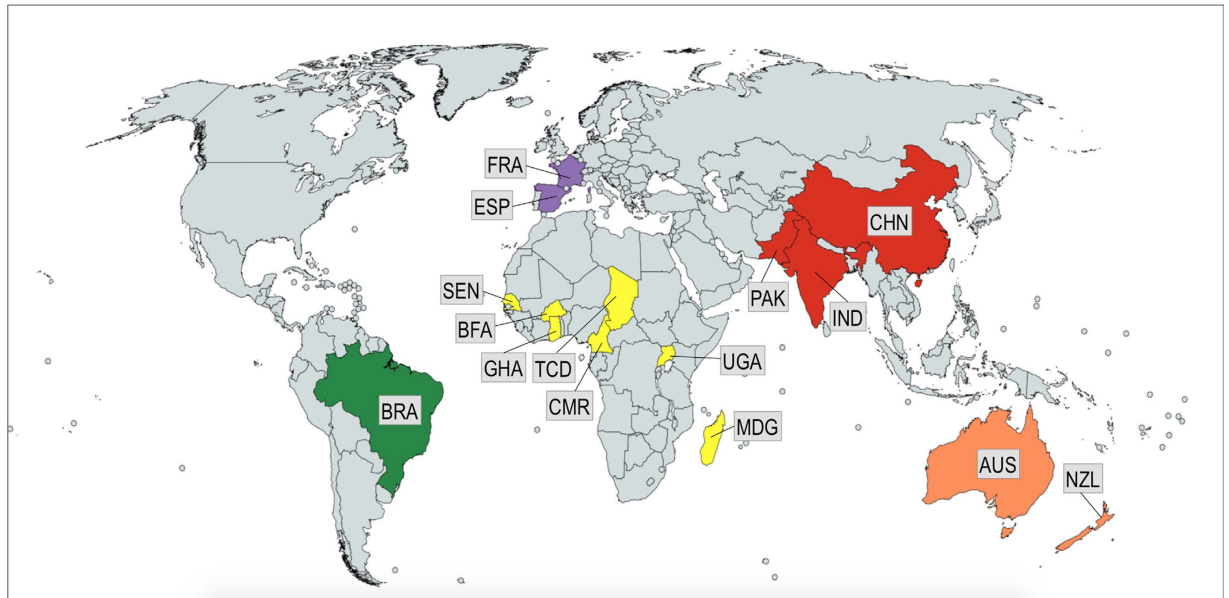 FRA
ESP
CHN
SEN
PAK
IND
BFA
GHA
TCD
UGA
CMR
BRA
MDG
AUS
NZL